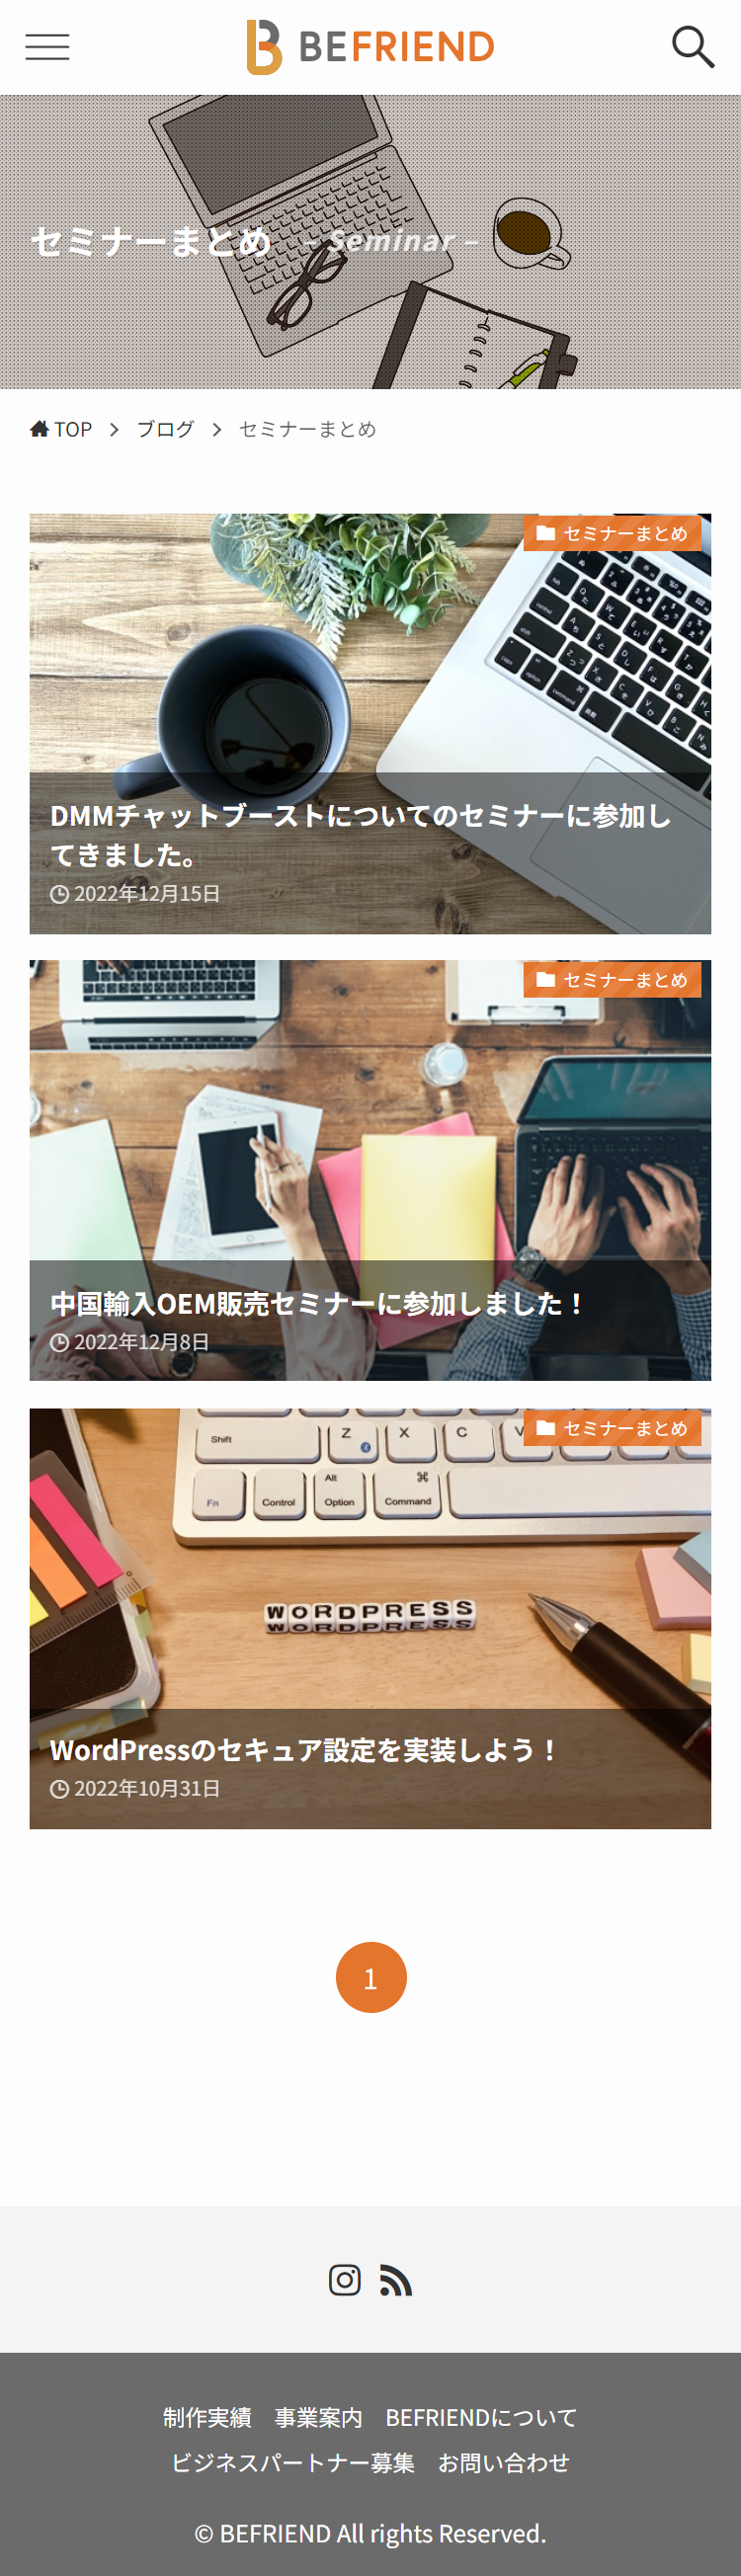 BEFRIEND
セミナーまとめ – Seminar –
TOP > ブログ > セミナーまとめ
セミナーまとめ
DMMチャットブーストについてのセミナーに参加し
てきました。
2022年12月15日
セミナーまとめ
中国輸入OEM販売セミナーに参加しました！
2022年12月8日
セミナーまとめ
Shift
Z
X
C
V
Fn
Control
Alt
Option
⌘
Command
WORDPRESS
WordPressのセキュア設定を実装しよう！
2022年10月31日
1
制作実績 事業案内 BEFRIENDについて
ビジネスパートナー募集 お問い合わせ
© BEFRIEND All rights Reserved.